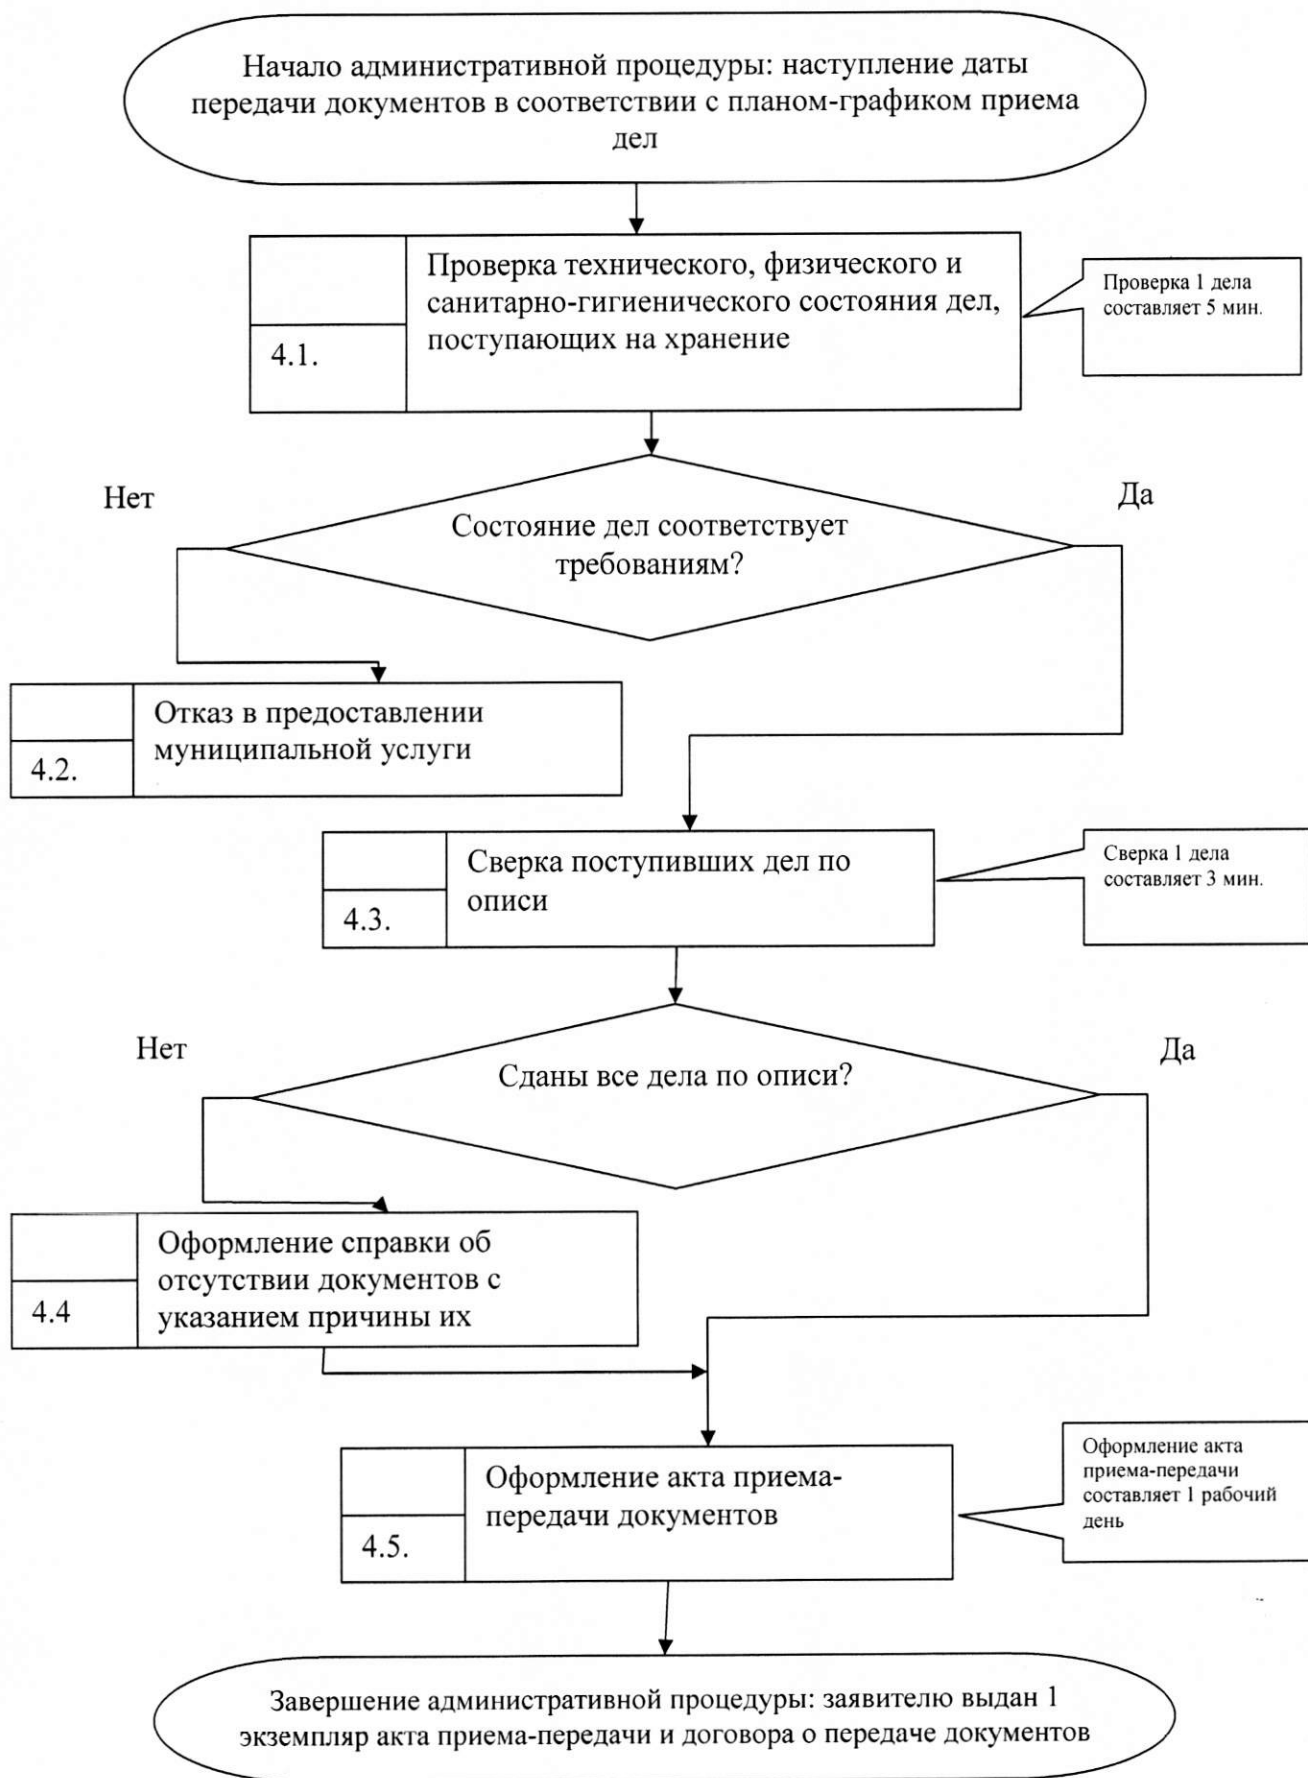 Начало административной процедуры: наступление даты
передачи документов в соответствии с планом-графиком приема
дел
Проверка технического, физического и
санитарно-гигиенического состояния дел,
поступающих на хранение
4.1.
Проверка 1 дела
составляет 5 мин.
Нет
Да
Состояние дел соответствует
требованиям?
Отказ в предоставлении
муниципальной услуги
4.2.
Сверка поступивших дел по
описи
4.3.
Сверка 1 дела
составляет 3 мин.
Нет
Да
Сданы все дела по описи?
Оформление справки об
отсутствии документов с
указанием причины их
4.4
Оформление акта приема-
передачи документов
4.5.
Оформление акта
приема-передачи
составляет 1 рабочий
день
Завершение административной процедуры: заявителю выдан 1
экземпляр акта приема-передачи и договора о передаче документов